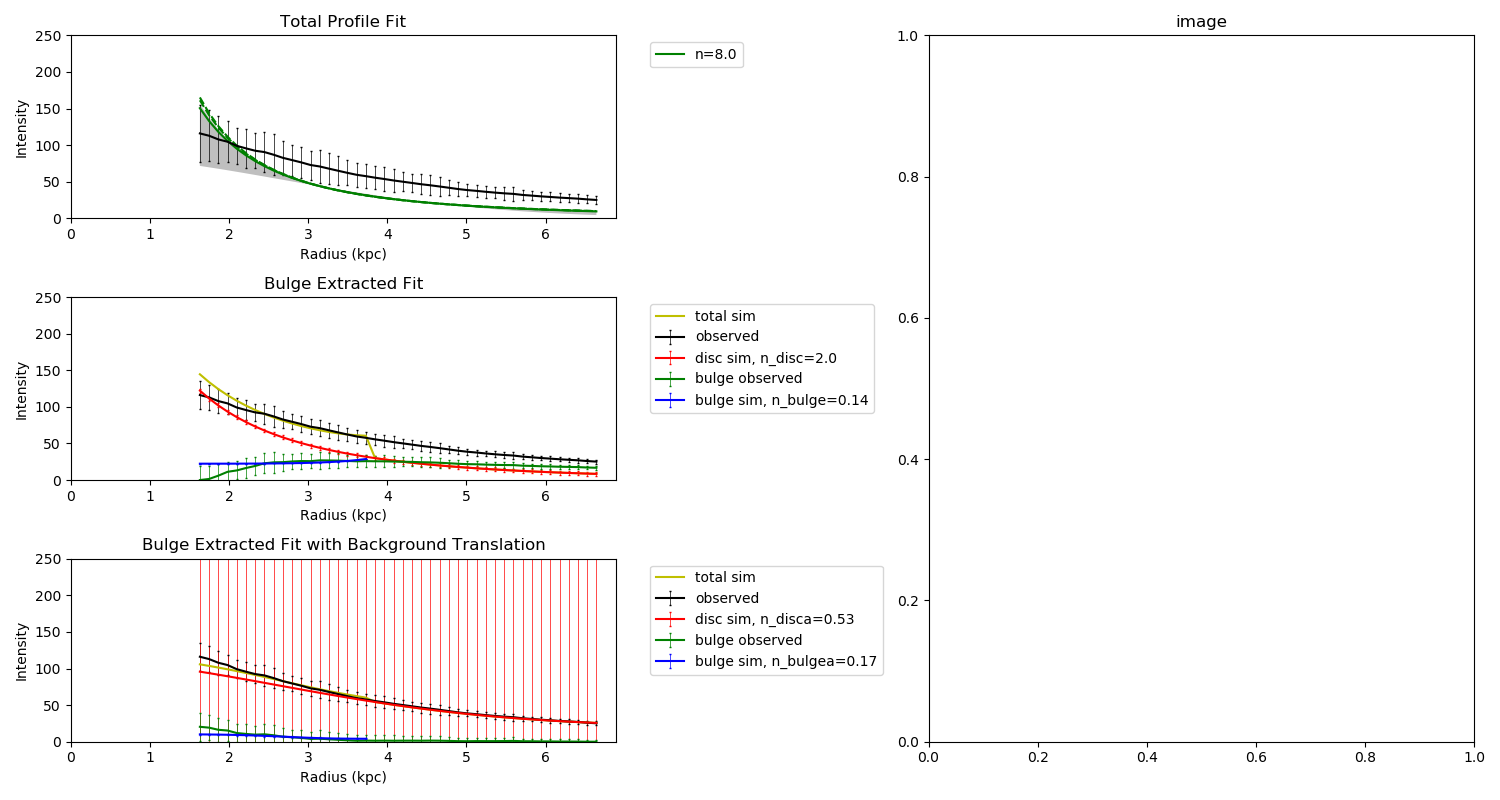 Total Profile Fit
250
200
150
100
50
0
Intensity
0 1 2 3 4 5 6
Radius (kpc)
n=8.0
Bulge Extracted Fit
250
200
150
100
50
0
Intensity
0 1 2 3 4 5 6
Radius (kpc)
total sim
observed
disc sim, n_disc=2.0
bulge observed
bulge sim, n_bulge=0.14
Bulge Extracted Fit with Background Translation
250
200
150
100
50
0
Intensity
0 1 2 3 4 5 6
Radius (kpc)
total sim
observed
disc sim, n_disca=0.53
bulge observed
bulge sim, n_bulgea=0.17
image
1.0
0.8
0.6
0.4
0.2
0.0
0.0 0.2 0.4 0.6 0.8 1.0